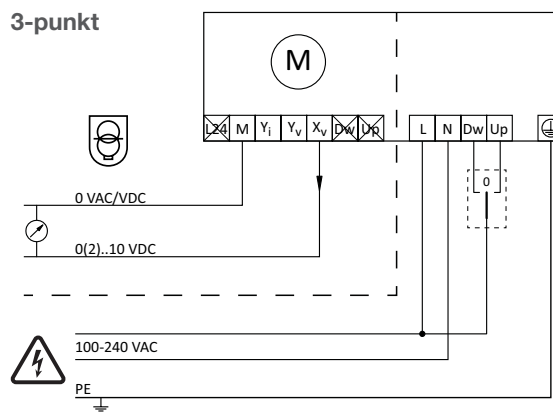 3-punkt
M
L24 M Yi Yv Xv Dw Up L N Dw Up
0
0 VAC/VDC
0(2)..10 VDC
100-240 VAC
PE